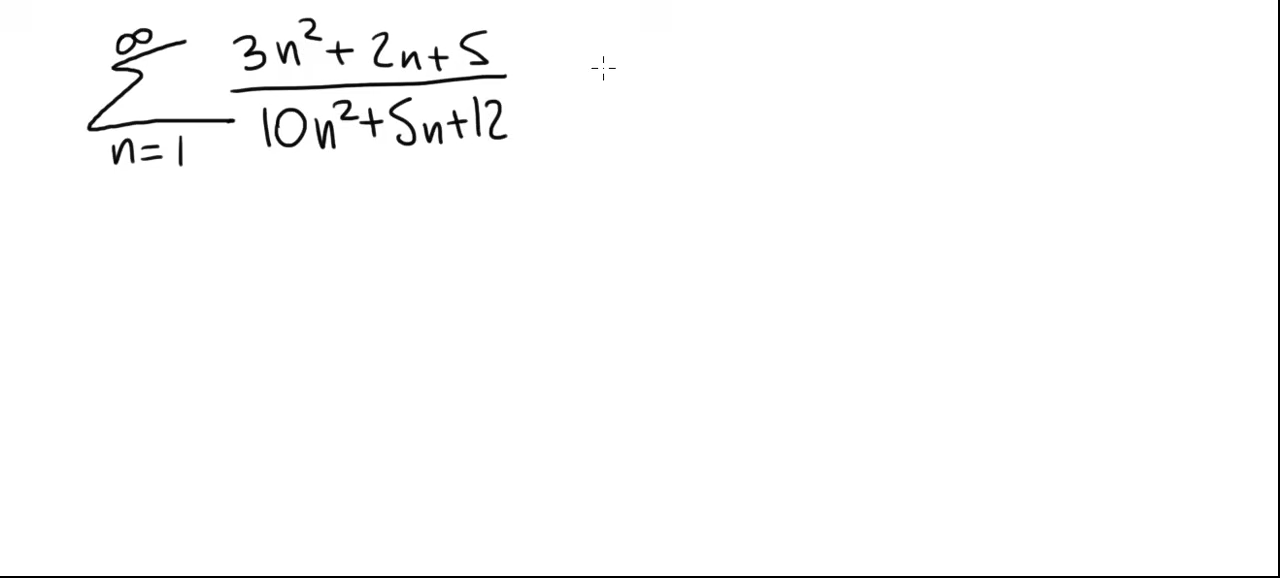 ∞
∑ 3n²+2n+5
10n²+5n+12
n=1